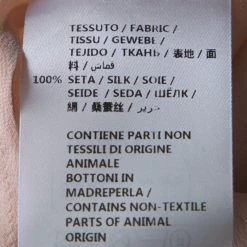 TESSUTO / FABRIC /
TISSU / GEWEBE /
TEJIDO / ТКАНЬ / 表地 / 面
料 / قماش /
100% SETA / SILK / SOIE /
SEIDE / SEDA / ШЁЛК /
絹 / 桑蚕丝 / حرير /
CONTIENE PARTI NON
TESSILI DI ORIGINE
ANIMALE
BOTTONI IN
MADREPERLA /
CONTAINS NON-TEXTILE
PARTS OF ANIMAL
ORIGIN